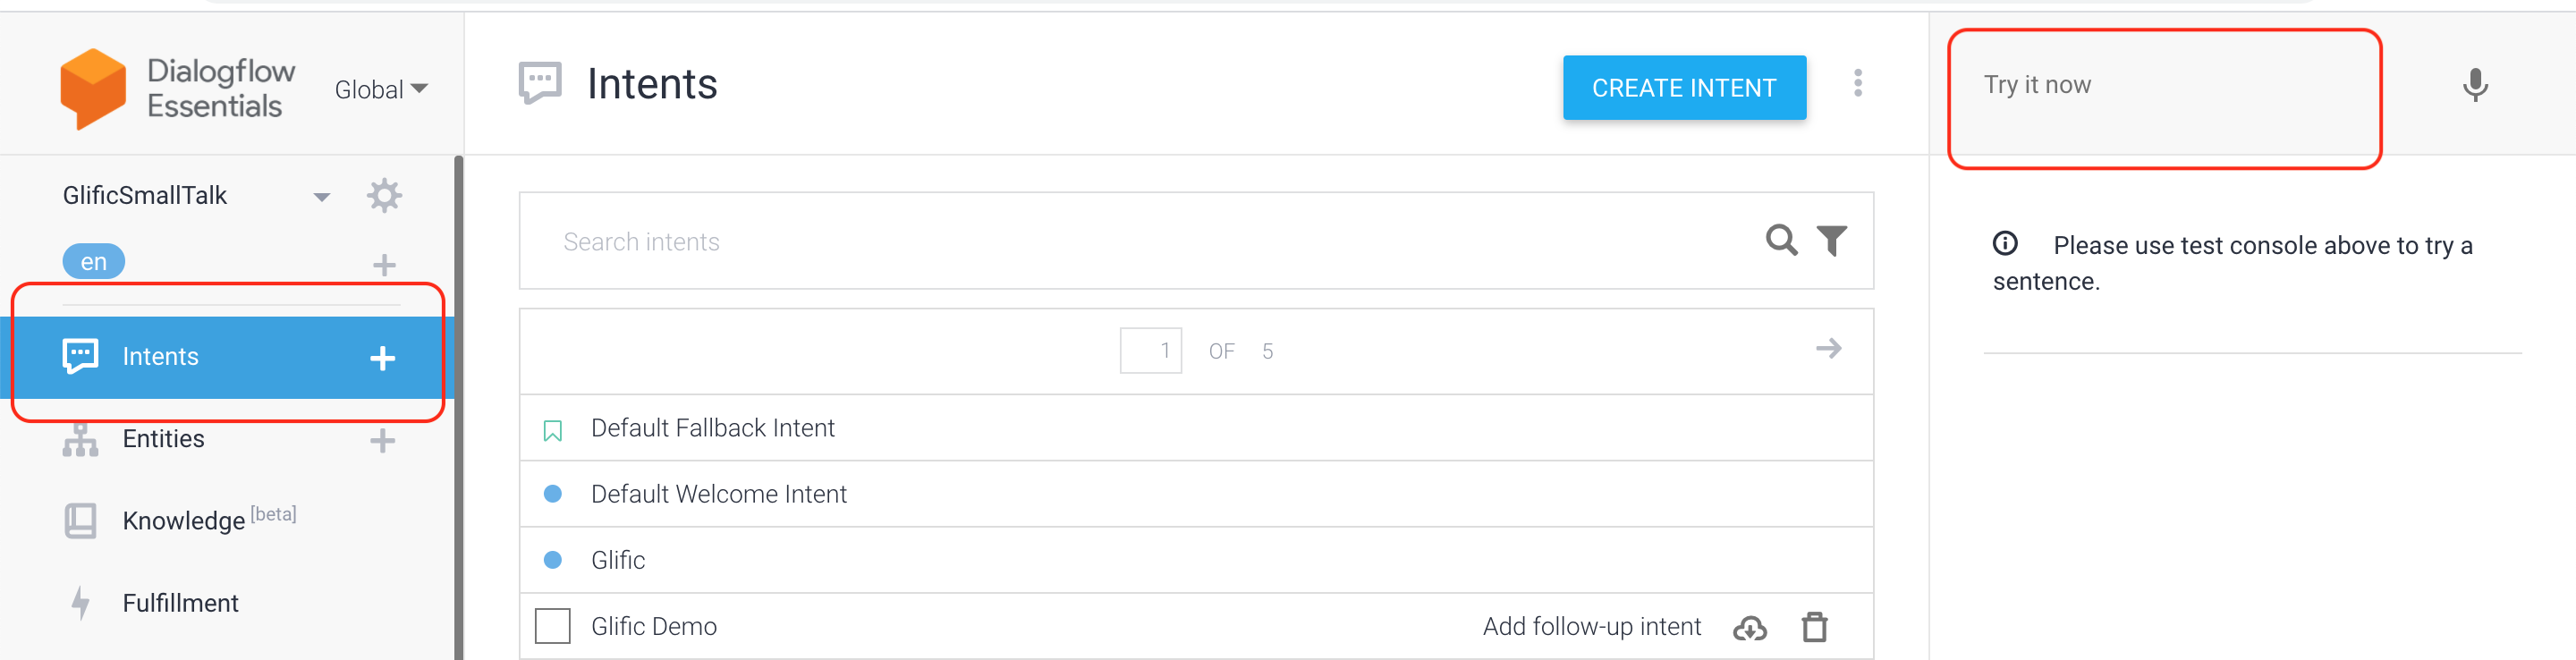 Dialogflow
Essentials
Global
GlificSmallTalk
en
Intents
Entities
Knowledge [beta]
Fulfillment
Intents
CREATE INTENT
Search intents
1 OF 5
Default Fallback Intent
Default Welcome Intent
Glific
Glific Demo
Add follow-up intent
Try it now
Please use test console above to try a
sentence.